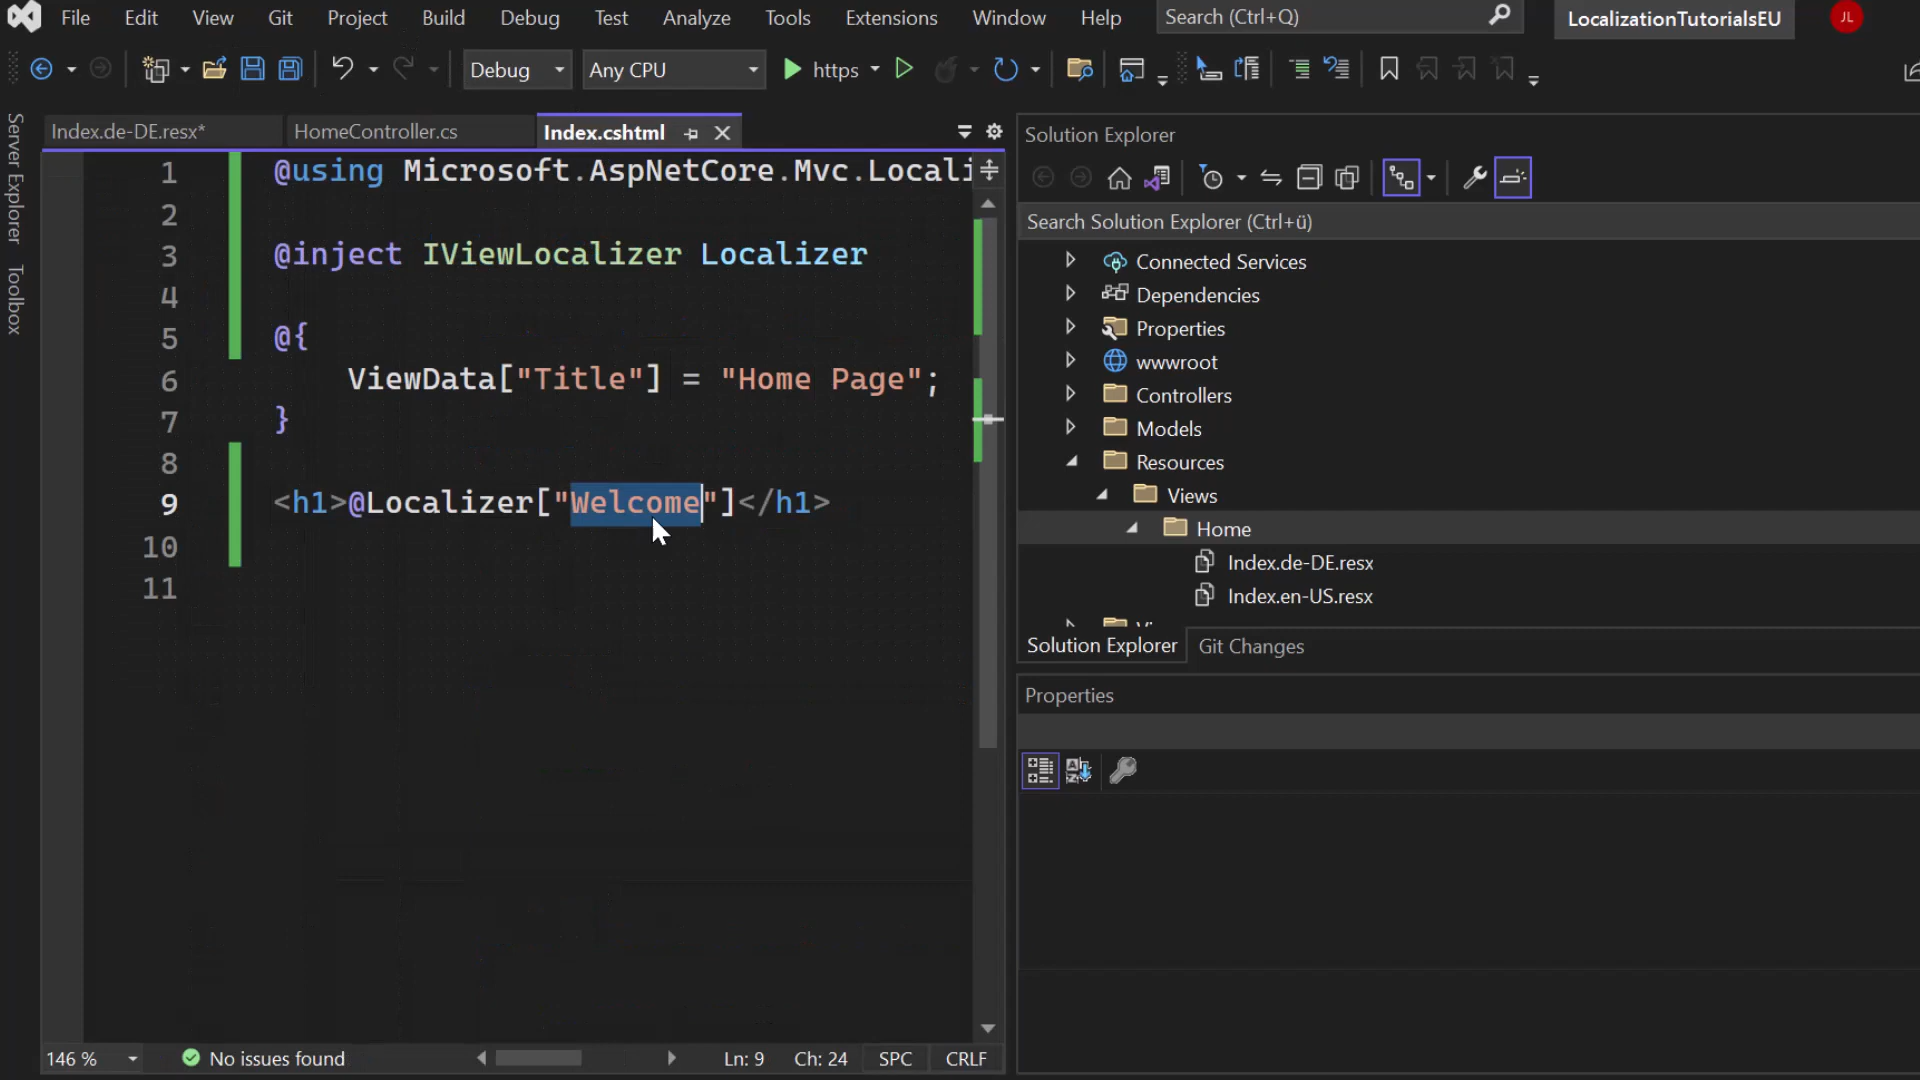 File Edit View Git Project Build Debug Test Analyze Tools Extensions Window Help Search (Ctrl+Q) LocalizationTutorialsEU JL
Debug Any CPU https
Server Explorer
Toolbox
Index.de-DE.resx* HomeController.cs Index.cshtml
1 @using Microsoft.AspNetCore.Mvc.Locali
2
3 @inject IViewLocalizer Localizer
4
5 @{
6 ViewData["Title"] = "Home Page";
7 }
8
9 <h1>@Localizer["Welcome"]</h1>
10
11
146 % No issues found Ln: 9 Ch: 24 SPC CRLF
Solution Explorer
Search Solution Explorer (Ctrl+ü)
Connected Services
Dependencies
Properties
wwwroot
Controllers
Models
Resources
Views
Home
Index.de-DE.resx
Index.en-US.resx
Solution Explorer Git Changes
Properties